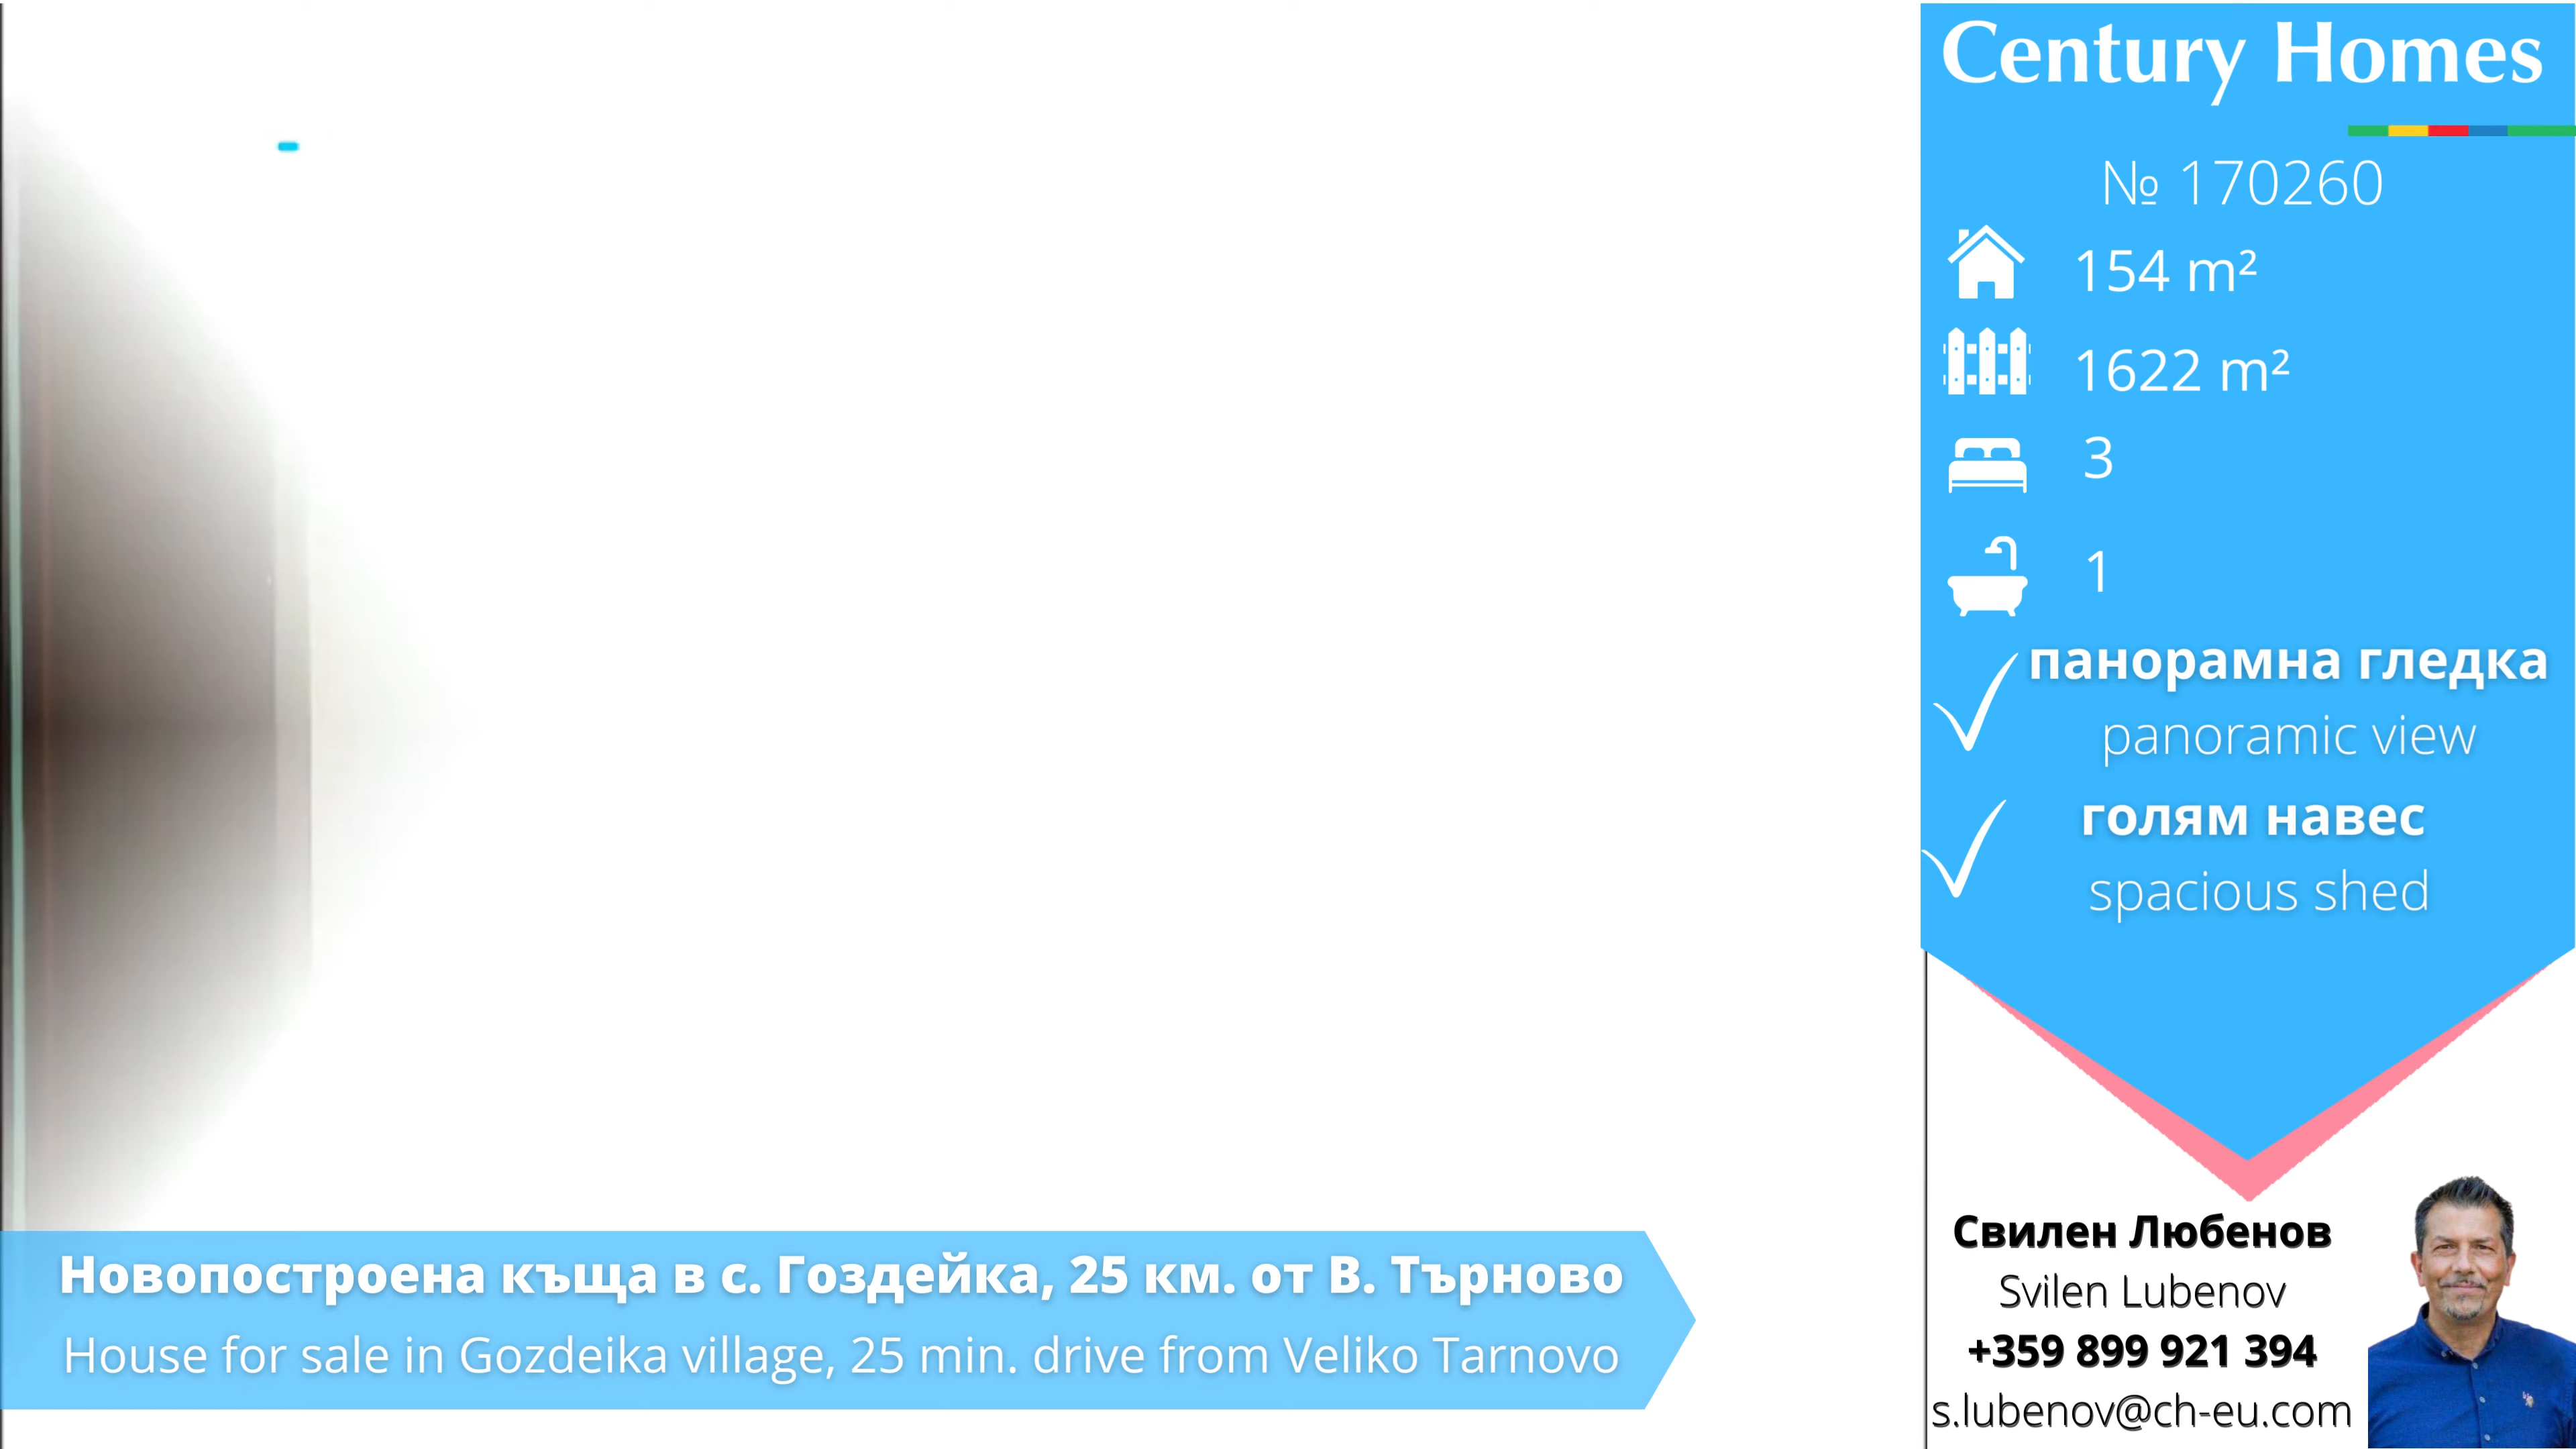 Century Homes
№ 170260
154 m²
1622 m²
3
1
панорамна гледка
panoramic view
голям навес
spacious shed
Новопостроена къща в с. Гоздейка, 25 км. от В. Търново
House for sale in Gozdeika village, 25 min. drive from Veliko Tarnovo
Свилен Любенов
Svilen Lubenov
+359 899 921 394
s.lubenov@ch-eu.com